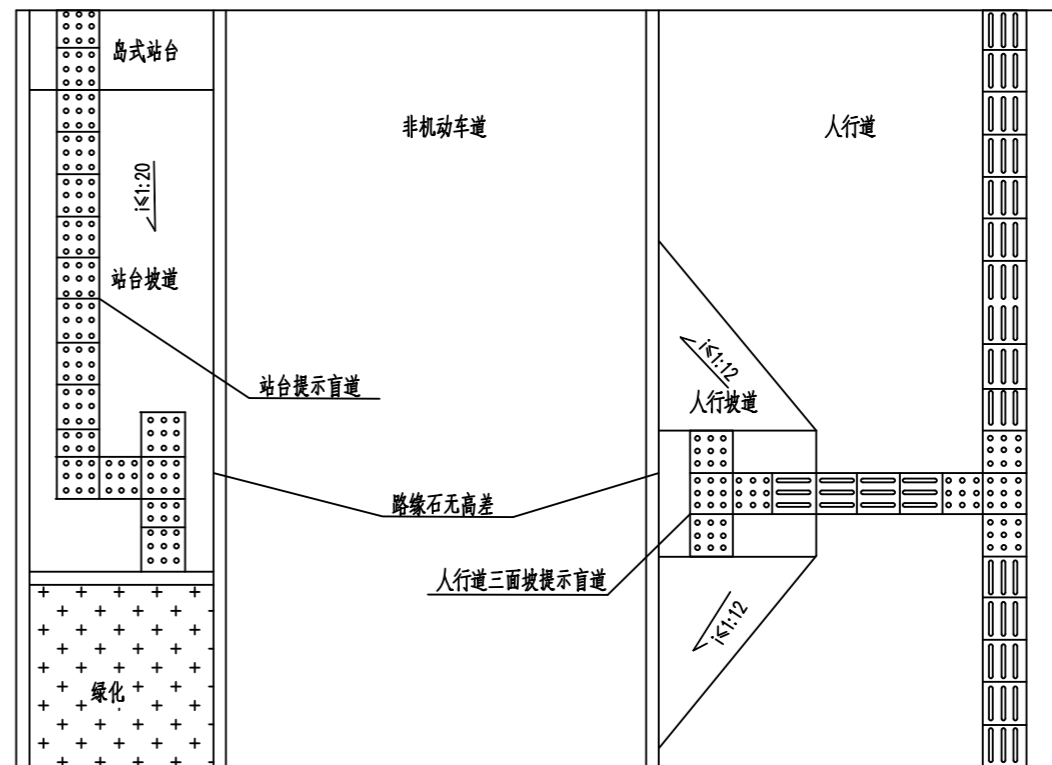 岛式站台
非机动车道
人行道
i≤1:20
站台坡道
i≤1:12
站台提示盲道
人行坡道
路缘石无高差
人行道三面坡提示盲道
i≤1:12
绿化